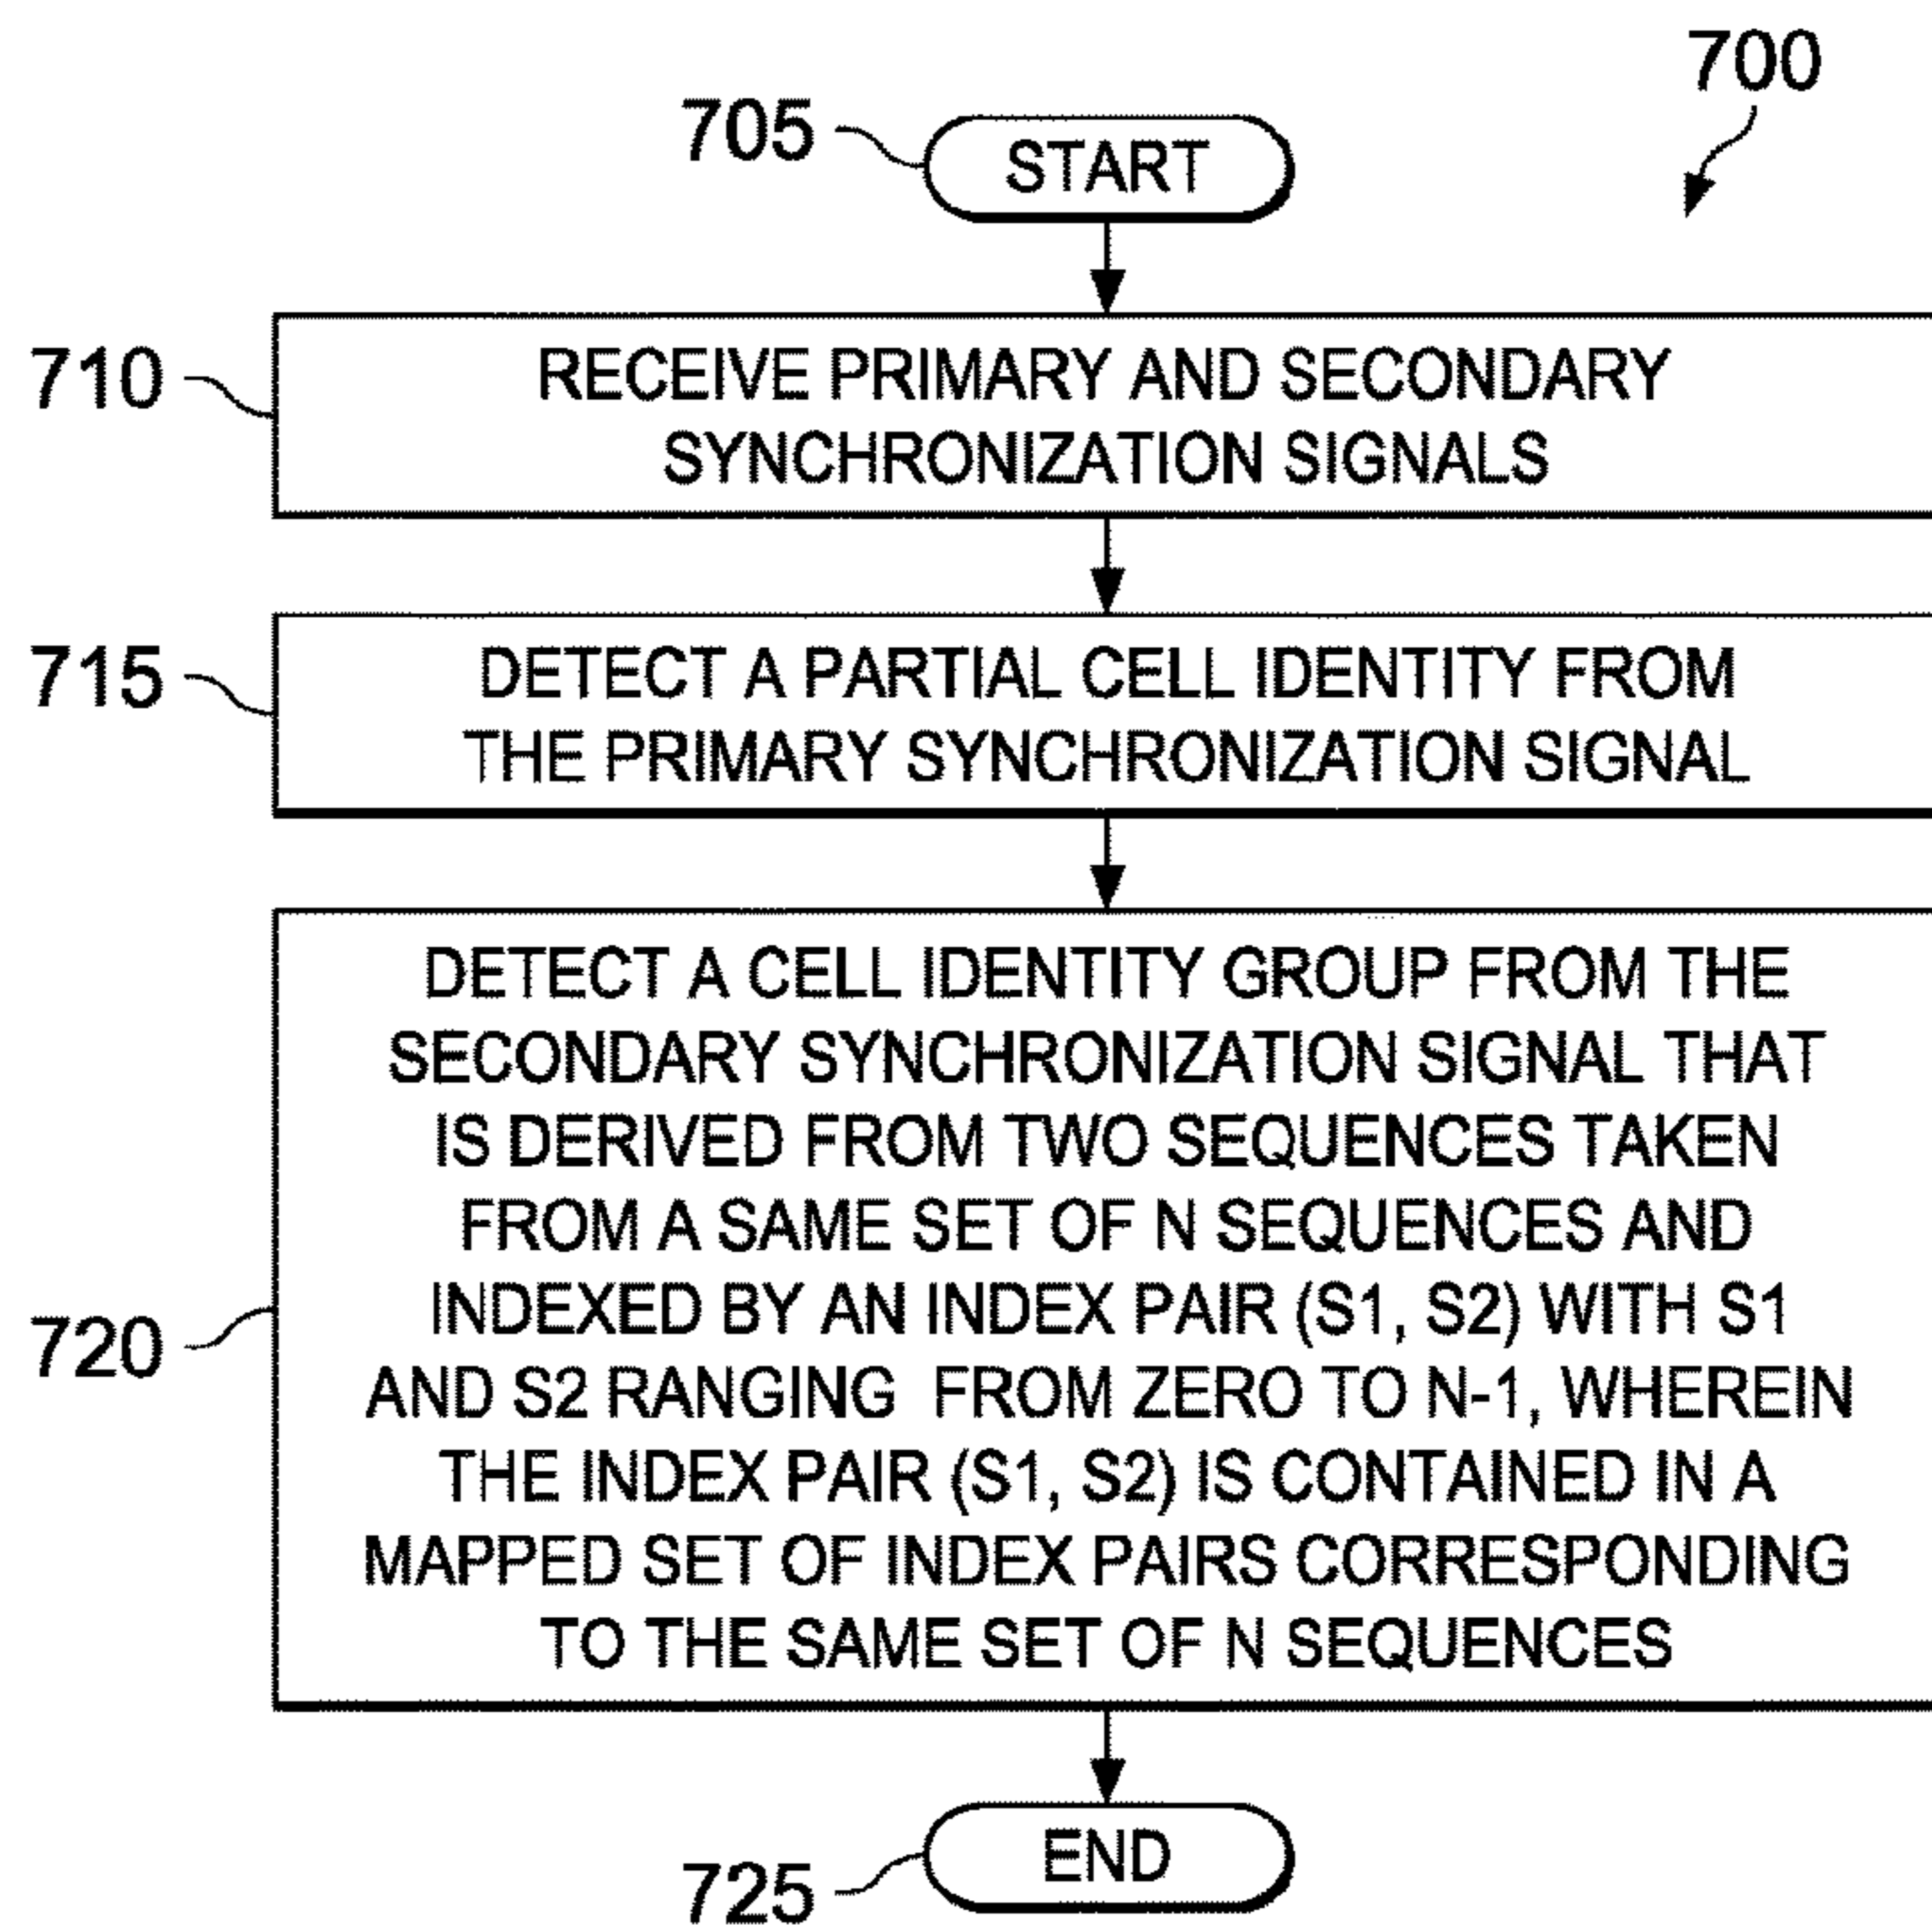 700
705
START
710
RECEIVE PRIMARY AND SECONDARY
SYNCHRONIZATION SIGNALS
715
DETECT A PARTIAL CELL IDENTITY FROM
THE PRIMARY SYNCHRONIZATION SIGNAL
720
DETECT A CELL IDENTITY GROUP FROM THE
SECONDARY SYNCHRONIZATION SIGNAL THAT
IS DERIVED FROM TWO SEQUENCES TAKEN
FROM A SAME SET OF N SEQUENCES AND
INDEXED BY AN INDEX PAIR (S1, S2) WITH S1
AND S2 RANGING FROM ZERO TO N-1, WHEREIN
THE INDEX PAIR (S1, S2) IS CONTAINED IN A
MAPPED SET OF INDEX PAIRS CORRESPONDING
TO THE SAME SET OF N SEQUENCES
END
725